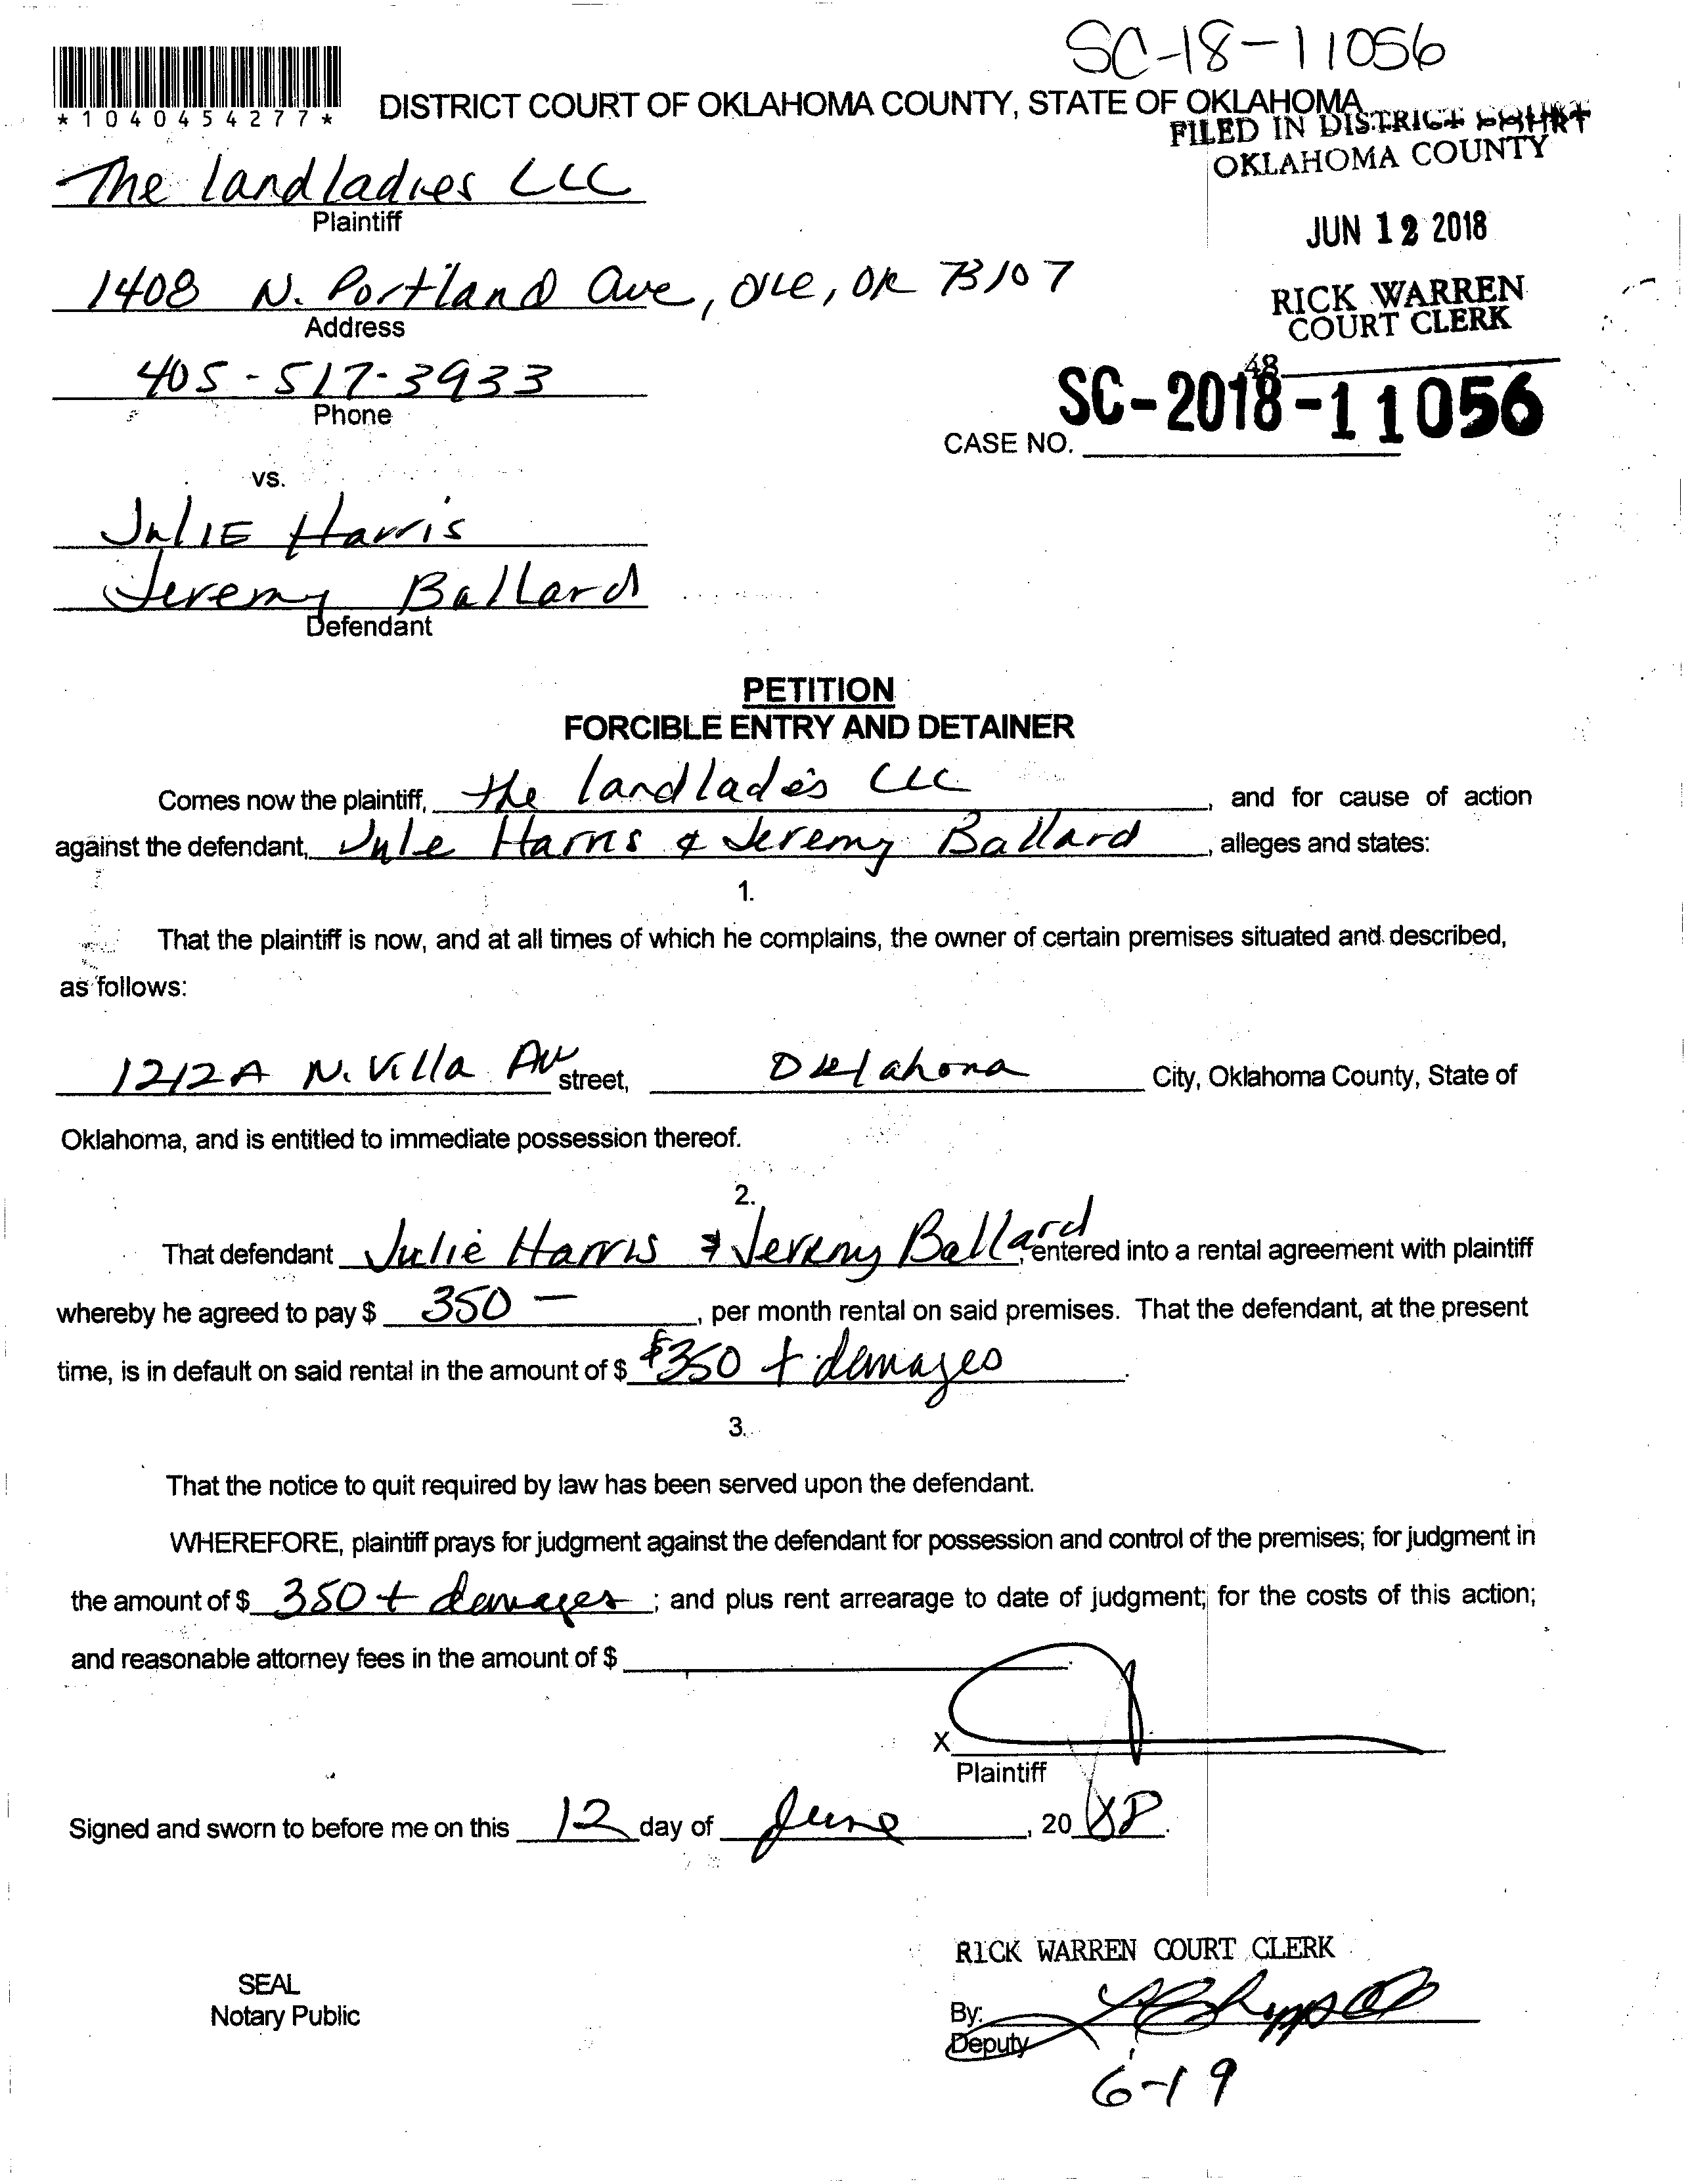 SC-18-11056
*1040454277*
DISTRICT COURT OF OKLAHOMA COUNTY, STATE OF OKLAHOMA
FILED IN DISTRICT COURT
OKLAHOMA COUNTY
The landladies LLC
Plaintiff
JUN 12 2018
1408 N. Portland Ave, OKC, OK 73107
Address
RICK WARREN
COURT CLERK
405-517-3933
Phone
48
SC-2018-11056
CASE NO.
vs.
JuLIE Harris
Jeremy Ballard
Defendant
PETITION
FORCIBLE ENTRY AND DETAINER
Comes now the plaintiff, the landladies LLC, and for cause of action
against the defendant, Julie Harris & Jeremy Ballard, alleges and states:
1.
That the plaintiff is now, and at all times of which he complains, the owner of certain premises situated and described,
as follows:
1212A N. Villa Av street, Oklahoma City, Oklahoma County, State of
Oklahoma, and is entitled to immediate possession thereof.
2.
That defendant Julie Harris & Jeremy Ballard, entered into a rental agreement with plaintiff
whereby he agreed to pay $ 350 —, per month rental on said premises. That the defendant, at the present
time, is in default on said rental in the amount of $ $350 + damages.
3.
That the notice to quit required by law has been served upon the defendant.
WHEREFORE, plaintiff prays for judgment against the defendant for possession and control of the premises; for judgment in
the amount of $ 350 + damages; and plus rent arrearage to date of judgment; for the costs of this action;
and reasonable attorney fees in the amount of $
X
Plaintiff
Signed and sworn to before me on this 12 day of June, 20 18.
RICK WARREN COURT CLERK
SEAL
Notary Public
By:
Deputy
6-19